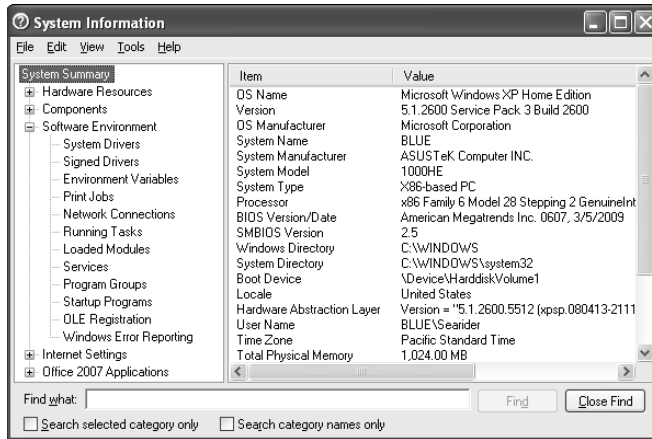 System Information
File Edit View Tools Help
System Summary
Hardware Resources
Components
Software Environment
System Drivers
Signed Drivers
Environment Variables
Print Jobs
Network Connections
Running Tasks
Loaded Modules
Services
Program Groups
Startup Programs
OLE Registration
Windows Error Reporting
Internet Settings
Office 2007 Applications
Item Value
OS Name Microsoft Windows XP Home Edition
Version 5.1.2600 Service Pack 3 Build 2600
OS Manufacturer Microsoft Corporation
System Name BLUE
System Manufacturer ASUSTeK Computer INC.
System Model 1000HE
System Type X86-based PC
Processor x86 Family 6 Model 28 Stepping 2 GenuineInt
BIOS Version/Date American Megatrends Inc. 0607, 3/5/2009
SMBIOS Version 2.5
Windows Directory C:\WINDOWS
System Directory C:\WINDOWS\system32
Boot Device \Device\HarddiskVolume1
Locale United States
Hardware Abstraction Layer Version = "5.1.2600.5512 (xpsp.080413-2111
User Name BLUE\Searider
Time Zone Pacific Standard Time
Total Physical Memory 1,024.00 MB
Find what: Find Close Find
Search selected category only Search category names only